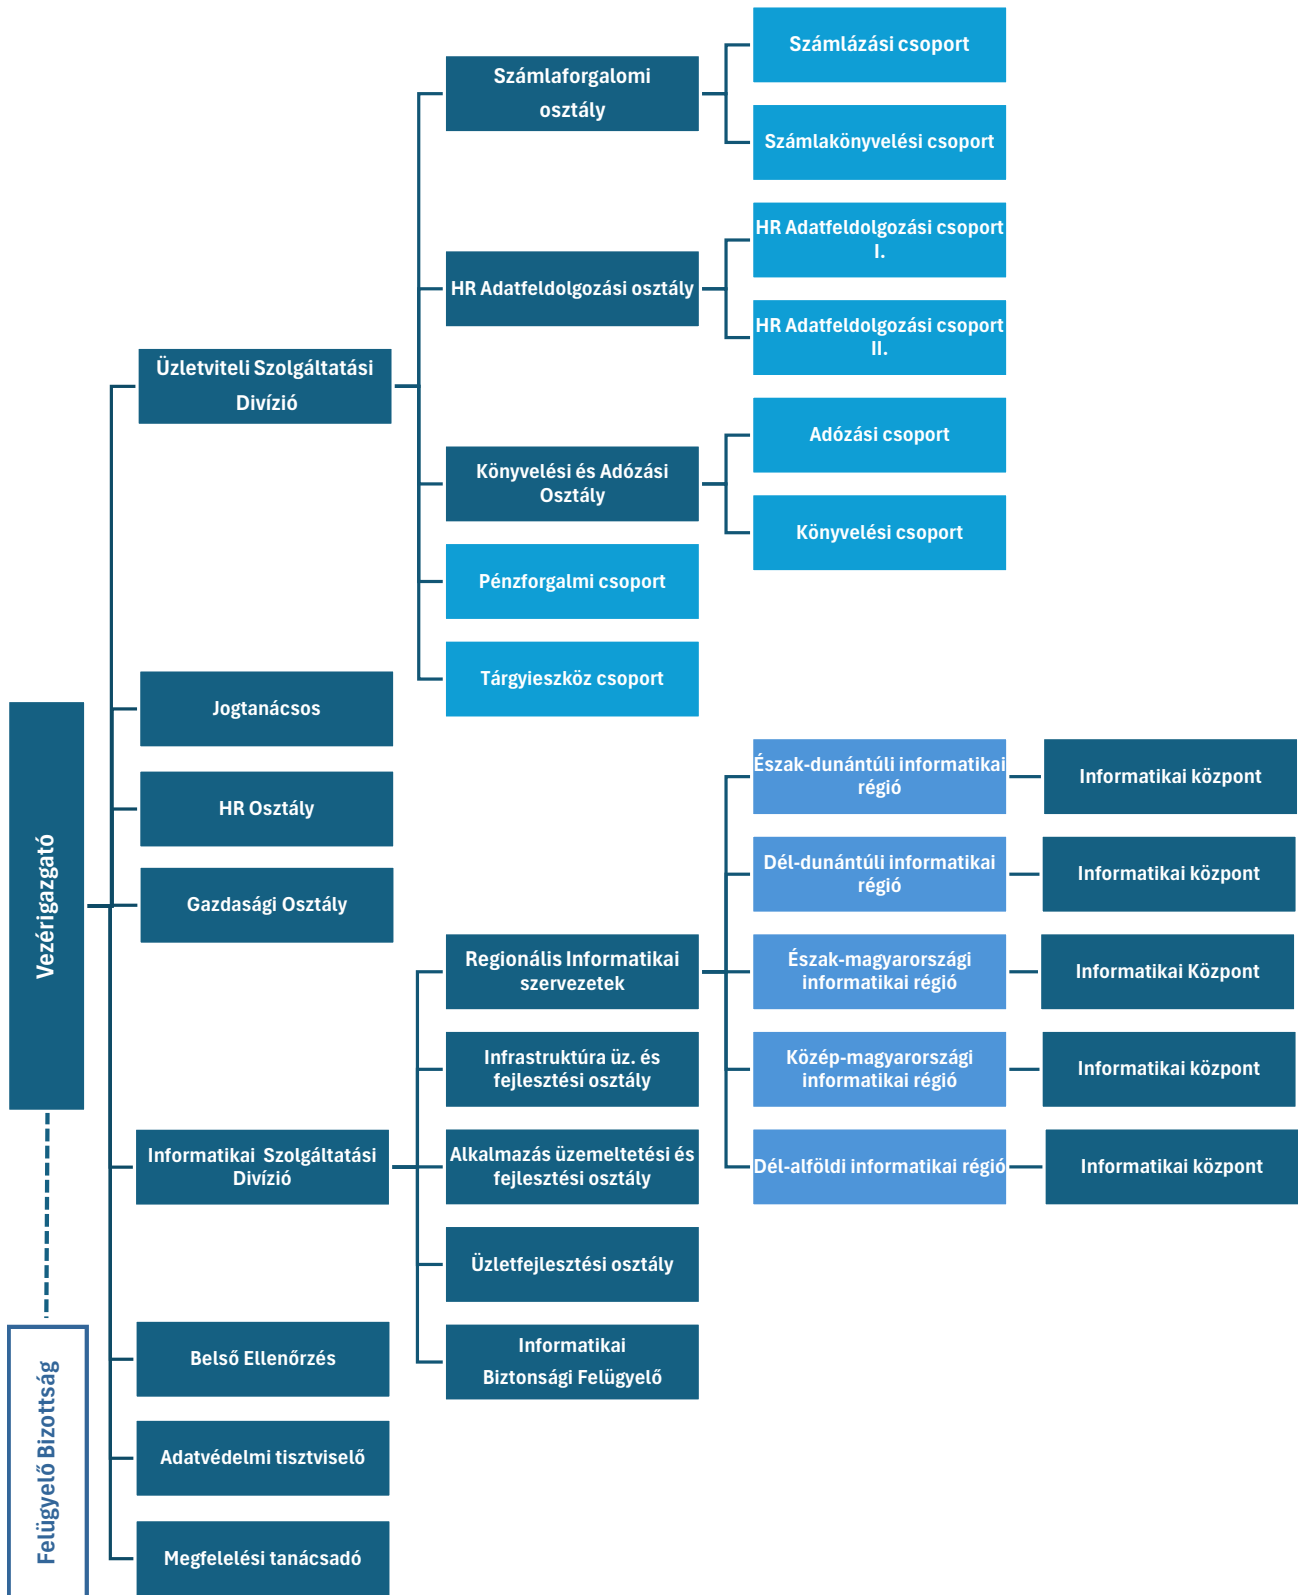 Vezérigazgató
Felügyelő Bizottság
Üzletviteli Szolgáltatási
Divízió
Számlaforgalomi
osztály
Számlázási csoport
Számlakönyvelési csoport
HR Adatfeldolgozási osztály
HR Adatfeldolgozási csoport
I.
HR Adatfeldolgozási csoport
II.
Könyvelési és Adózási
Osztály
Adózási csoport
Könyvelési csoport
Pénzforgalmi csoport
Tárgyieszköz csoport
Jogtanácsos
HR Osztály
Gazdasági Osztály
Informatikai Szolgáltatási
Divízió
Regionális Informatikai
szervezetek
Észak-dunántúli informatikai
régió
Informatikai központ
Dél-dunántúli informatikai
régió
Informatikai központ
Észak-magyarországi
informatikai régió
Informatikai Központ
Közép-magyarországi
informatikai régió
Informatikai központ
Dél-alföldi informatikai régió
Informatikai központ
Infrastruktúra üz. és
fejlesztési osztály
Alkalmazás üzemeltetési és
fejlesztési osztály
Üzletfejlesztési osztály
Informatikai
Biztonsági Felügyelő
Belső Ellenőrzés
Adatvédelmi tisztviselő
Megfelelési tanácsadó